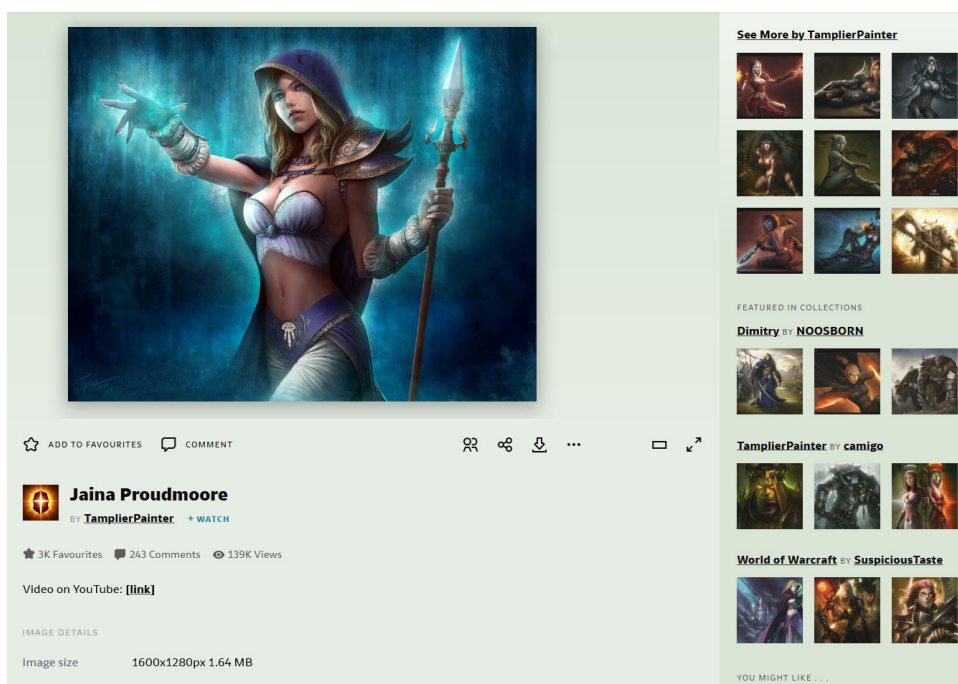 See More by TamplierPainter
FEATURED IN COLLECTIONS
Dimitry BY NOOSBORN
ADD TO FAVOURITES
COMMENT
TamplierPainter BY camigo
Jaina Proudmoore
BY TamplierPainter + WATCH
3K Favourites 243 Comments 139K Views
World of Warcraft BY SuspiciousTaste
Video on YouTube: [link]
IMAGE DETAILS
Image size 1600x1280px 1.64 MB
YOU MIGHT LIKE . . .